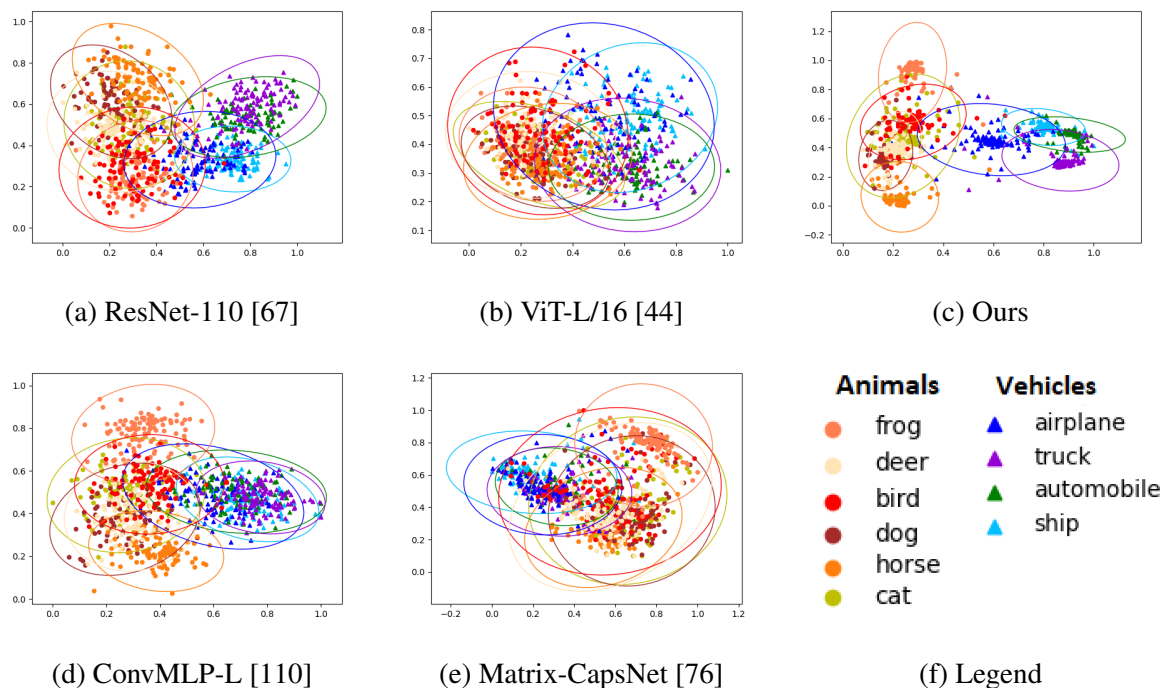 1.0
0.8
0.6
0.4
0.2
0.0
0.0 0.2 0.4 0.6 0.8 1.0
(a) ResNet-110 [67]
0.8
0.7
0.6
0.5
0.4
0.3
0.2
0.1
0.0 0.2 0.4 0.6 0.8 1.0
(b) ViT-L/16 [44]
1.2
1.0
0.8
0.6
0.4
0.2
0.0
−0.2
0.0 0.2 0.4 0.6 0.8 1.0
(c) Ours
1.0
0.8
0.6
0.4
0.2
0.0
0.0 0.2 0.4 0.6 0.8 1.0
(d) ConvMLP-L [110]
1.2
1.0
0.8
0.6
0.4
0.2
0.0
−0.2 0.0 0.2 0.4 0.6 0.8 1.0 1.2
(e) Matrix-CapsNet [76]
Animals
frog
deer
bird
dog
horse
cat
Vehicles
airplane
truck
automobile
ship
(f) Legend